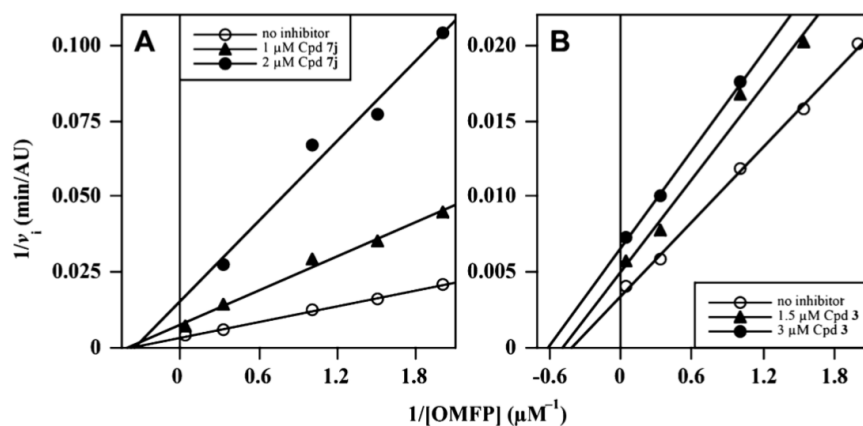 A
no inhibitor
1 µM Cpd 7j
2 µM Cpd 7j
0.100
0.075
0.050
0.025
0
0 0.6 1.2 1.8
1/νi (min/AU)
B
0.020
0.015
0.010
0.005
0
-0.6 0 0.6 1.2 1.8
no inhibitor
1.5 µM Cpd 3
3 µM Cpd 3
1/[OMFP] (µM⁻¹)